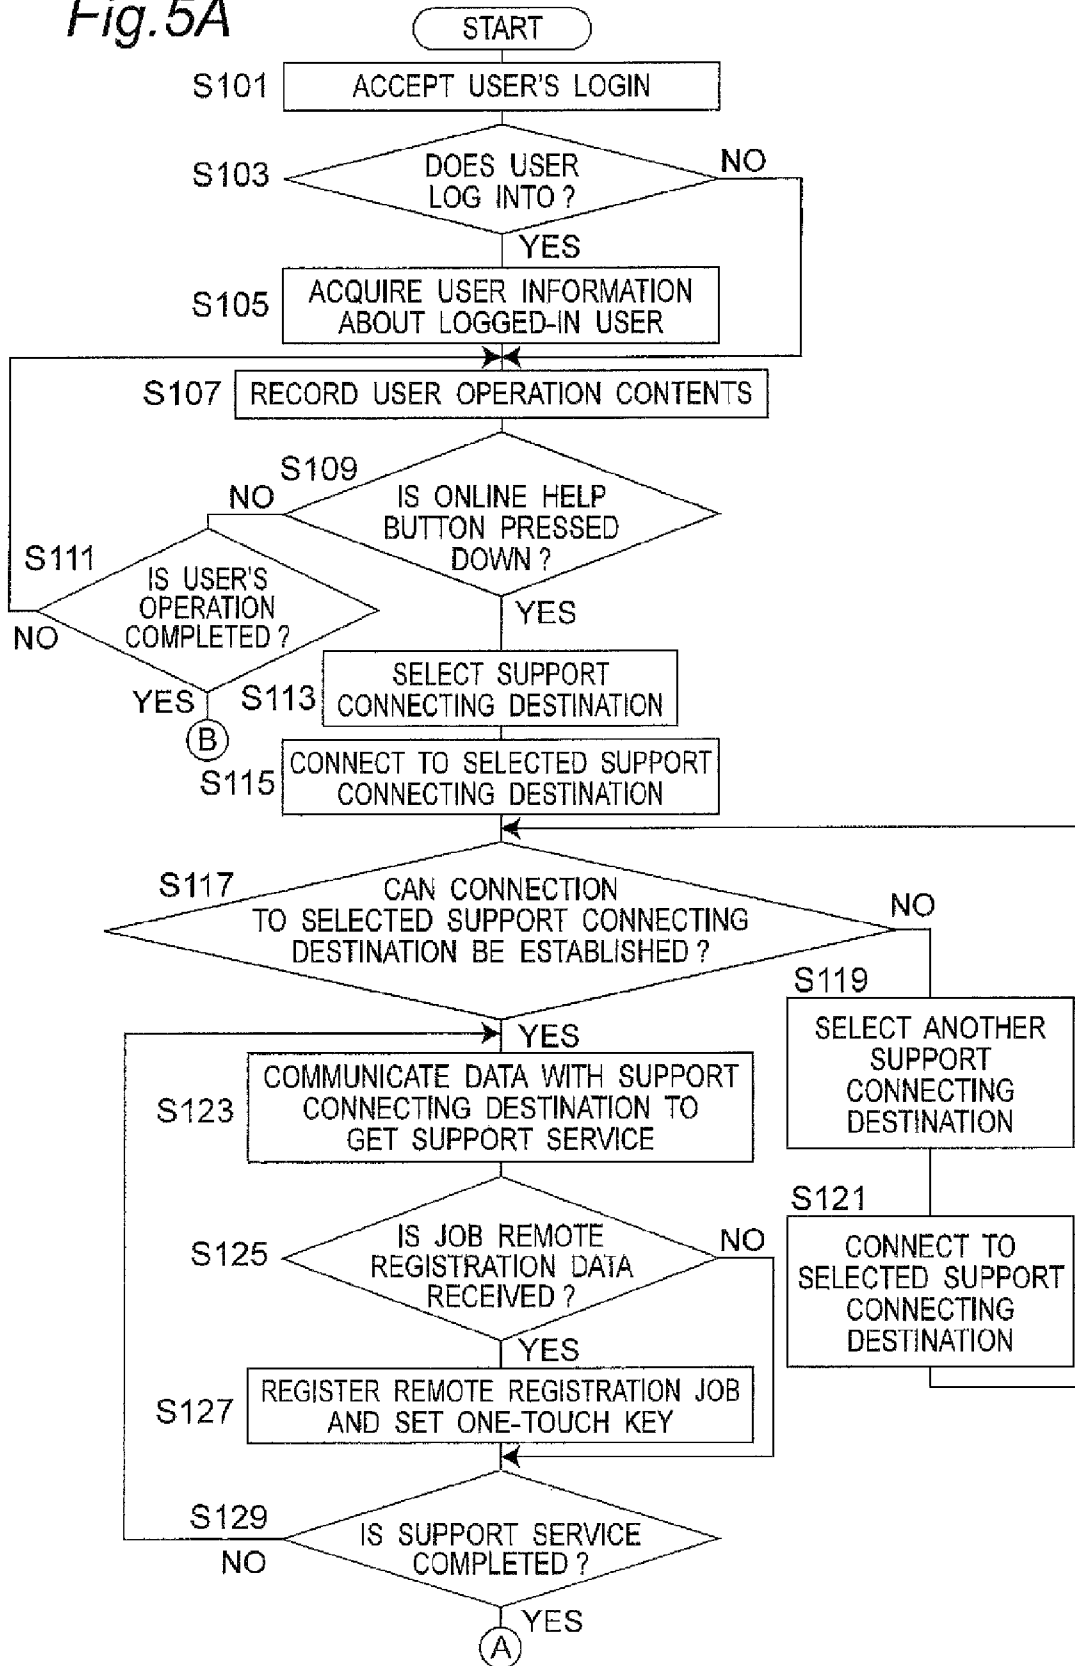 Fig.5A
START
S101
ACCEPT USER'S LOGIN
S103
DOES USER
LOG INTO ?
NO
YES
S105
ACQUIRE USER INFORMATION
ABOUT LOGGED-IN USER
S107
RECORD USER OPERATION CONTENTS
S109
NO
IS ONLINE HELP
BUTTON PRESSED
DOWN ?
YES
S111
IS USER'S
OPERATION
COMPLETED ?
NO
YES
B
S113
SELECT SUPPORT
CONNECTING DESTINATION
S115
CONNECT TO SELECTED SUPPORT
CONNECTING DESTINATION
S117
CAN CONNECTION
TO SELECTED SUPPORT CONNECTING
DESTINATION BE ESTABLISHED ?
NO
YES
S119
SELECT ANOTHER
SUPPORT
CONNECTING
DESTINATION
S121
CONNECT TO
SELECTED SUPPORT
CONNECTING
DESTINATION
S123
COMMUNICATE DATA WITH SUPPORT
CONNECTING DESTINATION TO
GET SUPPORT SERVICE
S125
IS JOB REMOTE
REGISTRATION DATA
RECEIVED ?
NO
YES
S127
REGISTER REMOTE REGISTRATION JOB
AND SET ONE-TOUCH KEY
S129
NO
IS SUPPORT SERVICE
COMPLETED ?
YES
A